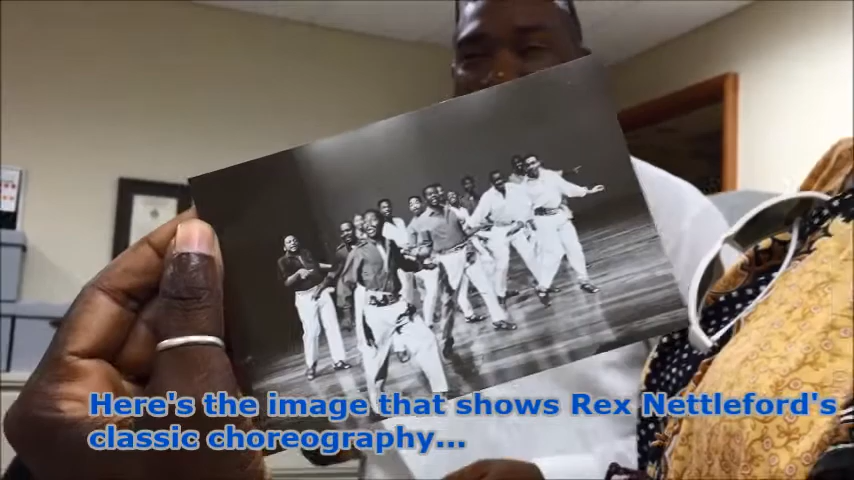 Here's the image that shows Rex Nettleford's
classic choreography...